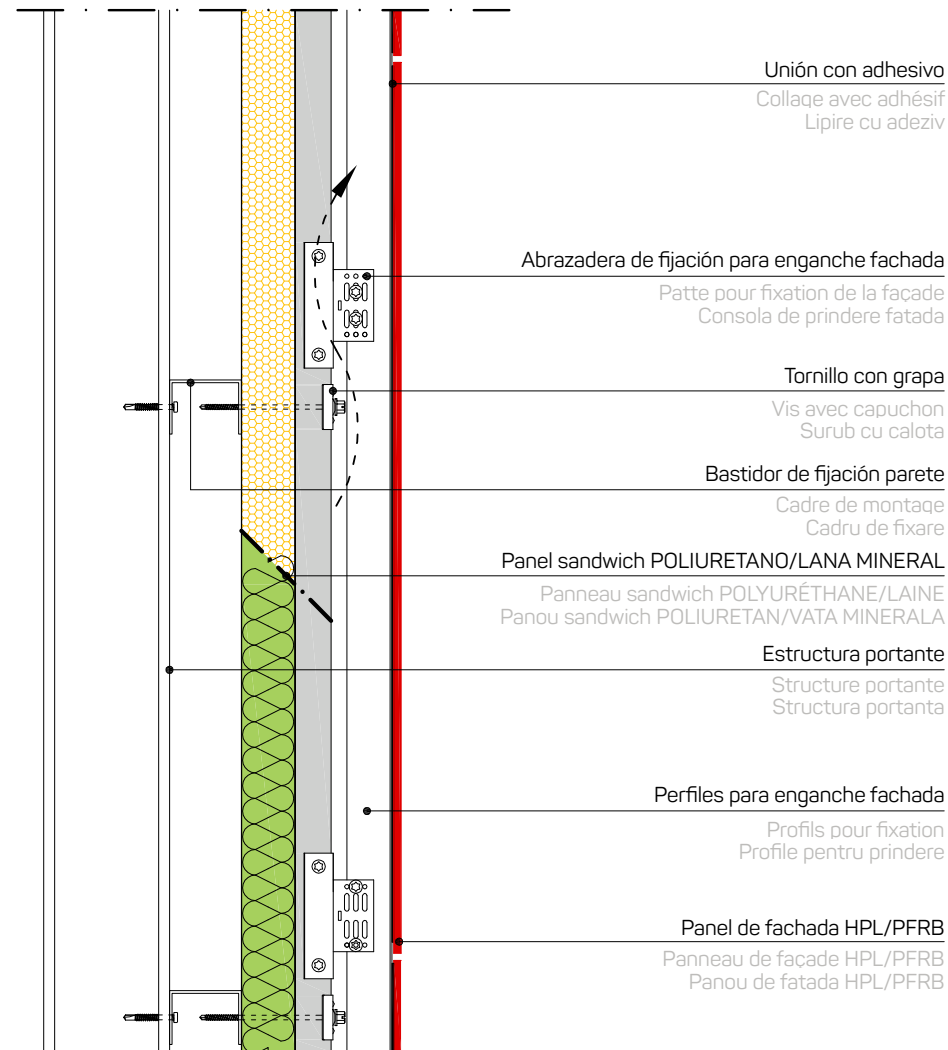 Unión con adhesivo
Collage avec adhésif
Lipire cu adeziv
Abrazadera de fijación para enganche fachada
Patte pour fixation de la façade
Consola de prindere fatada
Tornillo con grapa
Vis avec capuchon
Surub cu calota
Bastidor de fijación parete
Cadre de montage
Cadru de fixare
Panel sandwich POLIURETANO/LANA MINERAL
Panneau sandwich POLYURÉTHANE/LAINE
Panou sandwich POLIURETAN/VATA MINERALA
Estructura portante
Structure portante
Structura portanta
Perfiles para enganche fachada
Profils pour fixation
Profile pentru prindere
Panel de fachada HPL/PFRB
Panneau de façade HPL/PFRB
Panou de fatada HPL/PFRB